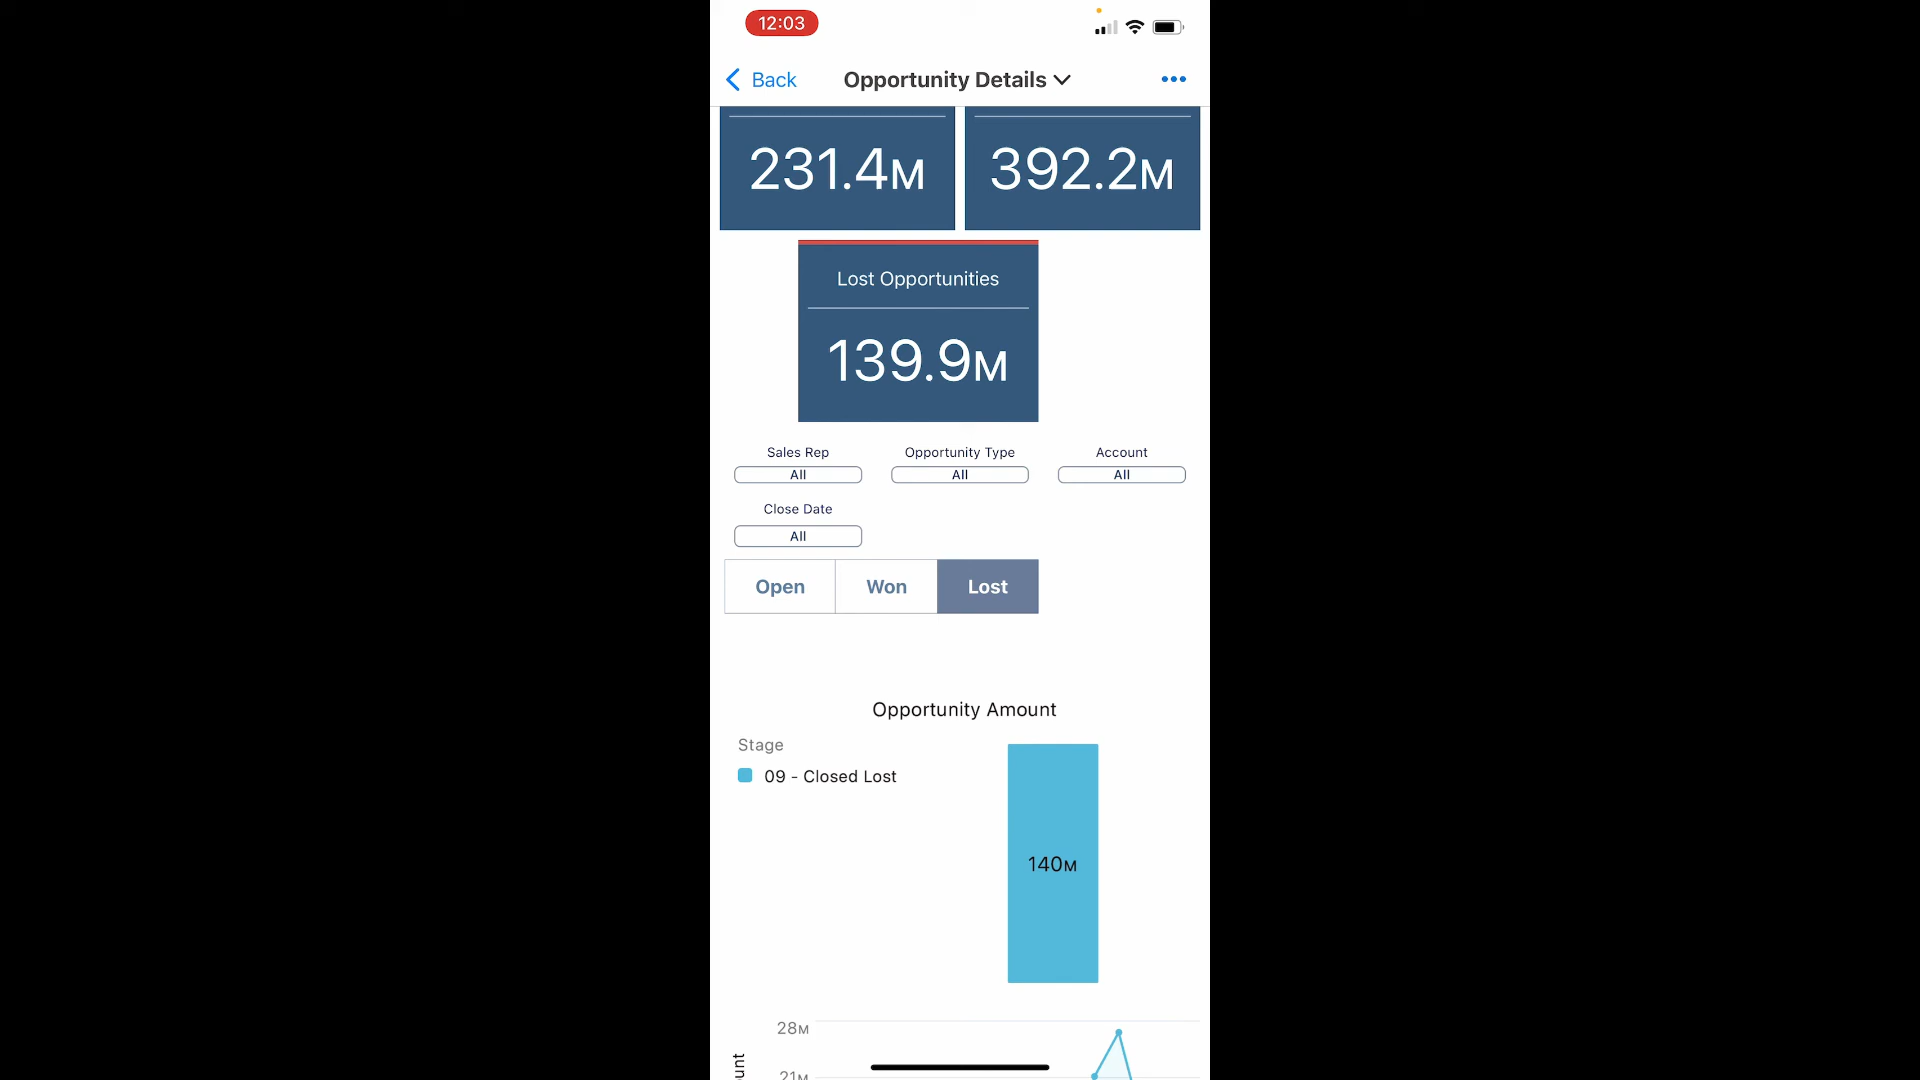 12:03
Back
Opportunity Details
231.4M
392.2M
Lost Opportunities
139.9M
Sales Rep
Opportunity Type
Account
All
All
All
Close Date
All
Open
Won
Lost
Opportunity Amount
Stage
09 - Closed Lost
140M
28M
21M